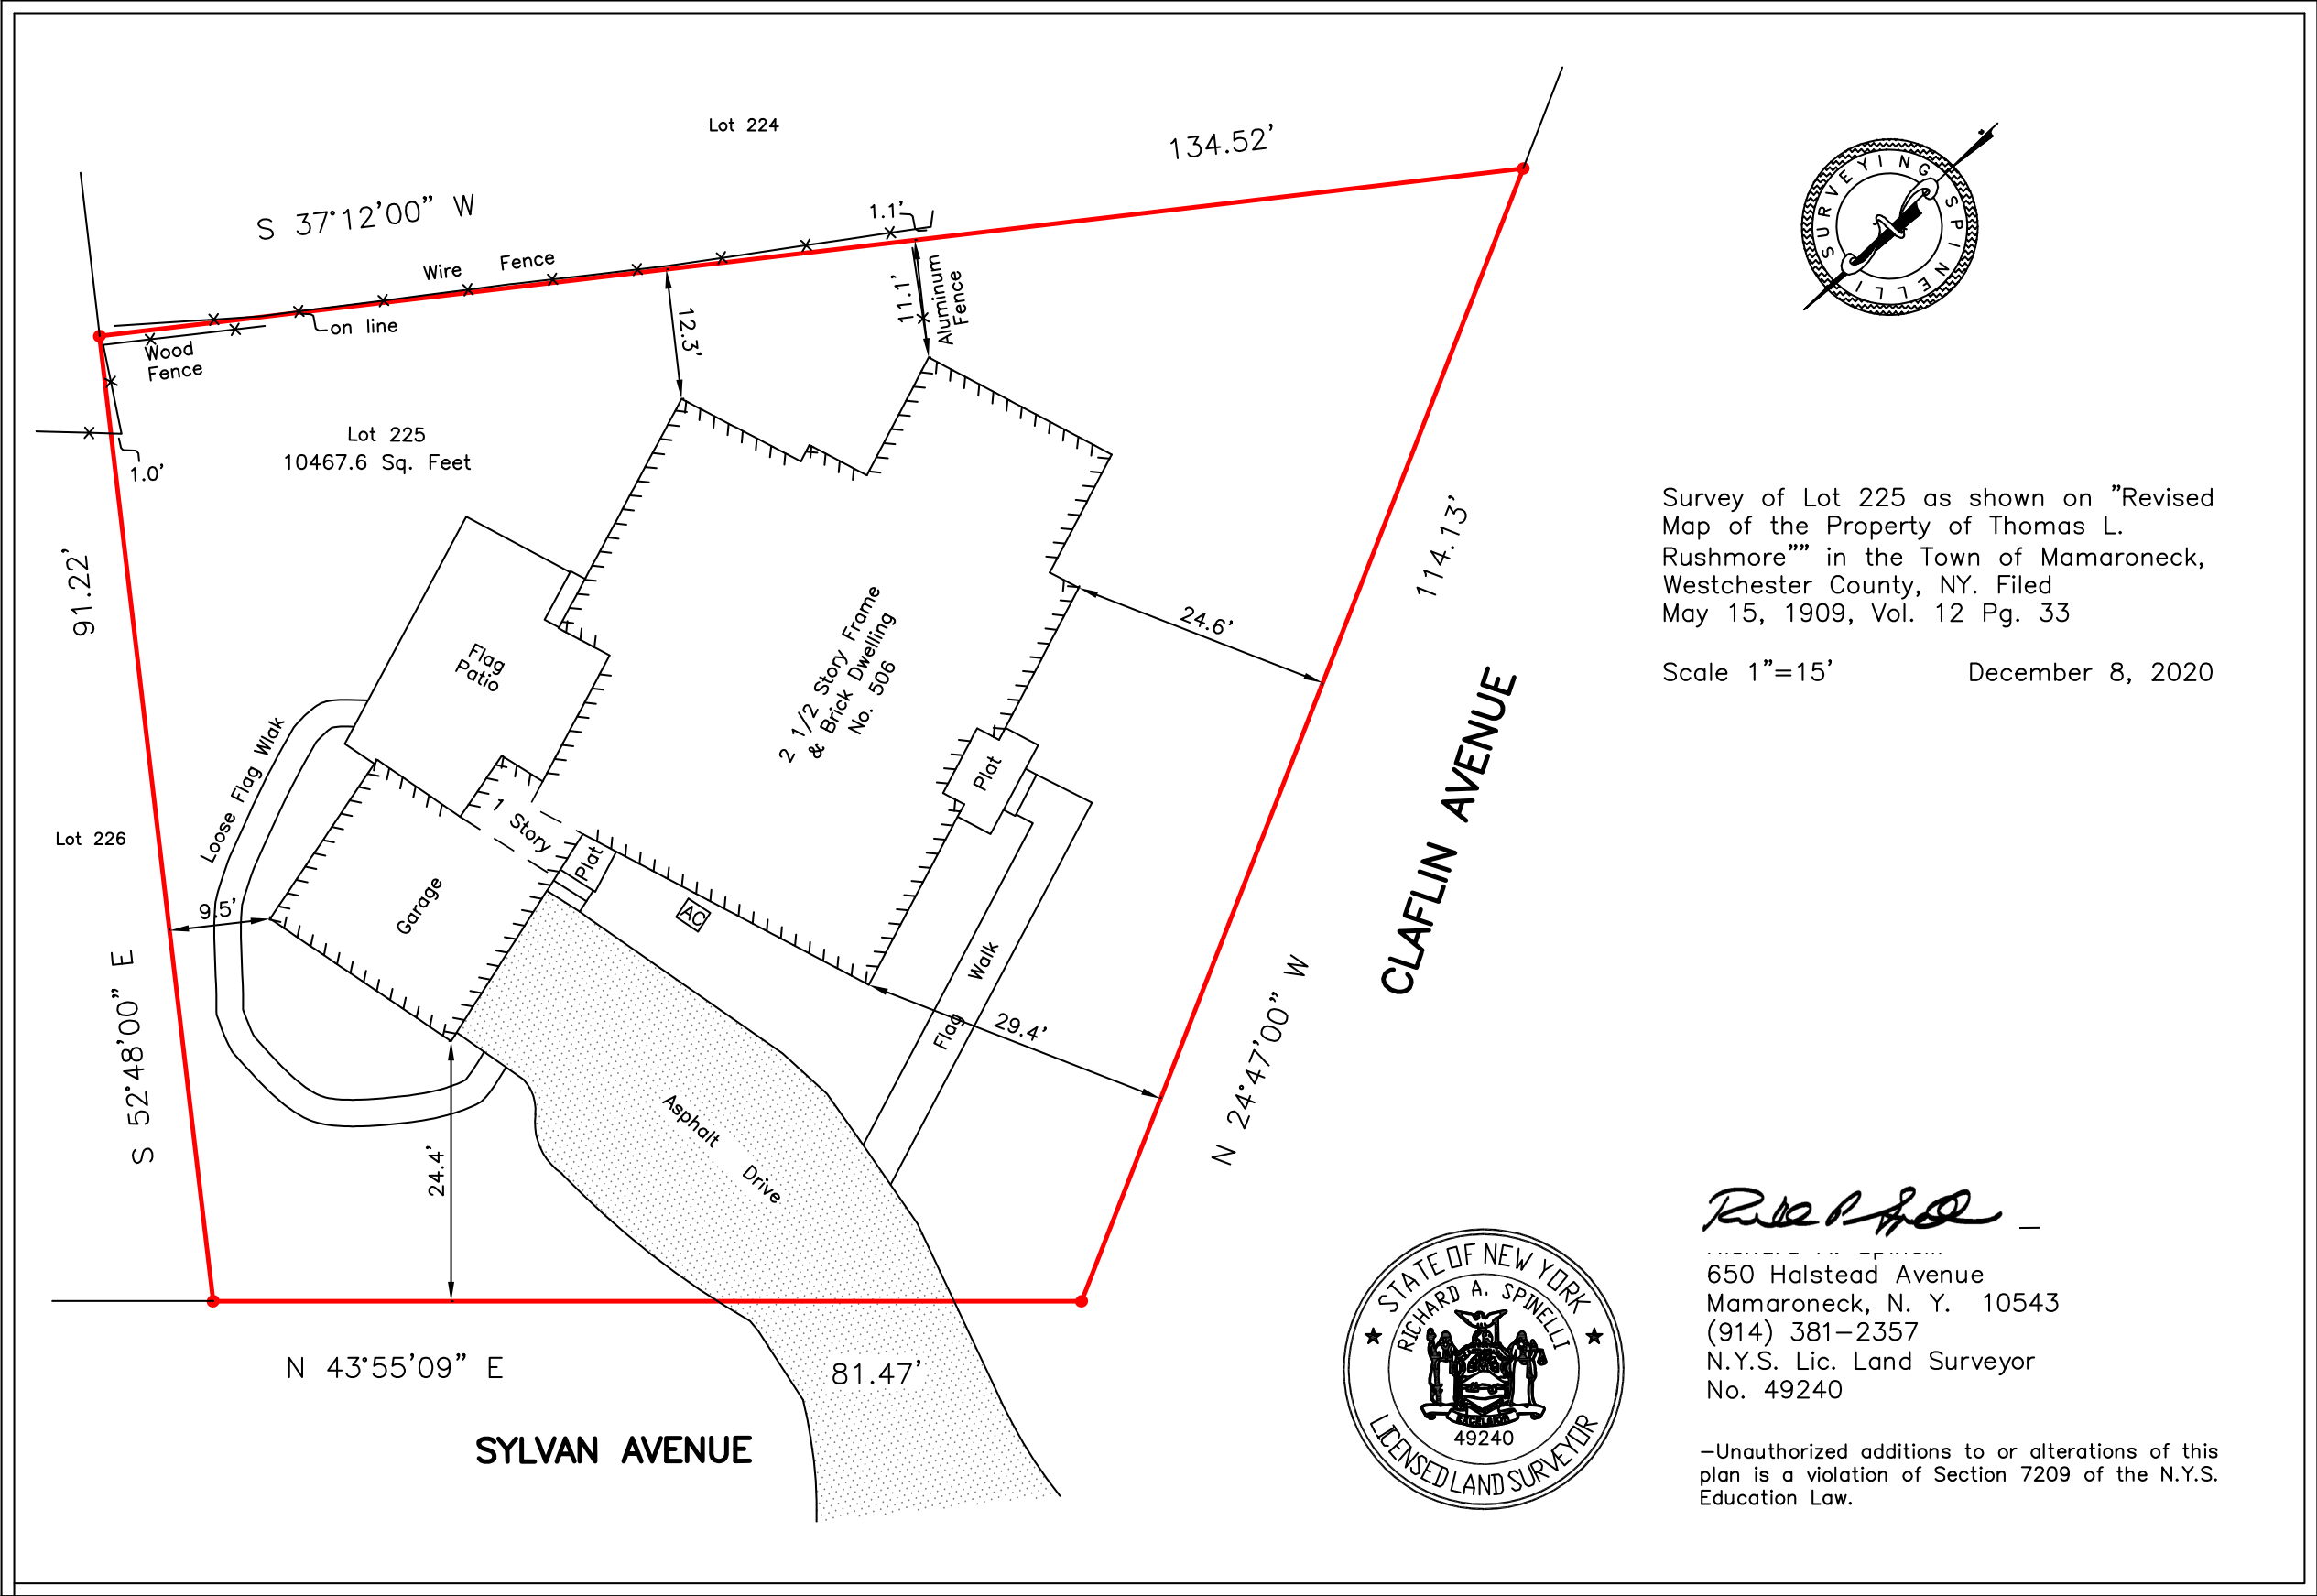 Lot 224
134.52'
S 37°12'00" W
1.1'
Wire Fence
on line
Wood
Fence
12.3'
11.1'
Aluminum
Fence
SURVEYING SPINELLI
Lot 225
10467.6 Sq. Feet
1.0'
91.22'
114.13'
Survey of Lot 225 as shown on "Revised
Map of the Property of Thomas L.
Rushmore"" in the Town of Mamaroneck,
Westchester County, NY. Filed
May 15, 1909, Vol. 12 Pg. 33
Scale 1"=15' December 8, 2020
24.6'
2 1/2 Story Frame
& Brick Dwelling
No. 506
Flag
Patio
Loose Flag Wlak
Plat
1 Story
Plat
Lot 226
Garage
AC
9.5'
CLAFLIN AVENUE
Flag Walk
29.4'
S 52°48'00" E
N 24°47'00" W
24.4'
Asphalt Drive
N 43°55'09" E
81.47'
SYLVAN AVENUE
STATE OF NEW YORK
RICHARD A. SPINELLI
EXCELSIOR
49240
LICENSED LAND SURVEYOR
Richard A. Spinelli
650 Halstead Avenue
Mamaroneck, N. Y. 10543
(914) 381-2357
N.Y.S. Lic. Land Surveyor
No. 49240
-Unauthorized additions to or alterations of this
plan is a violation of Section 7209 of the N.Y.S.
Education Law.